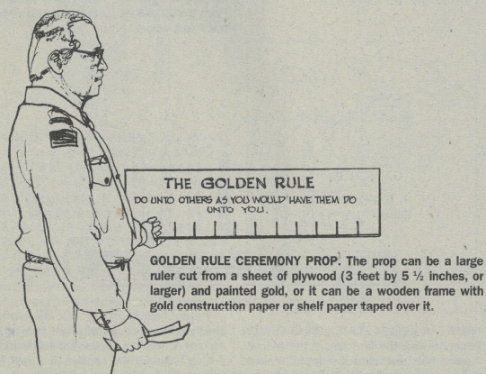 THE GOLDEN RULE
DO UNTO OTHERS AS YOU WOULD HAVE THEM DO
UNTO YOU.
GOLDEN RULE CEREMONY PROP. The prop can be a large
ruler cut from a sheet of plywood (3 feet by 5 ½ inches, or
larger) and painted gold, or it can be a wooden frame with
gold construction paper or shelf paper taped over it.